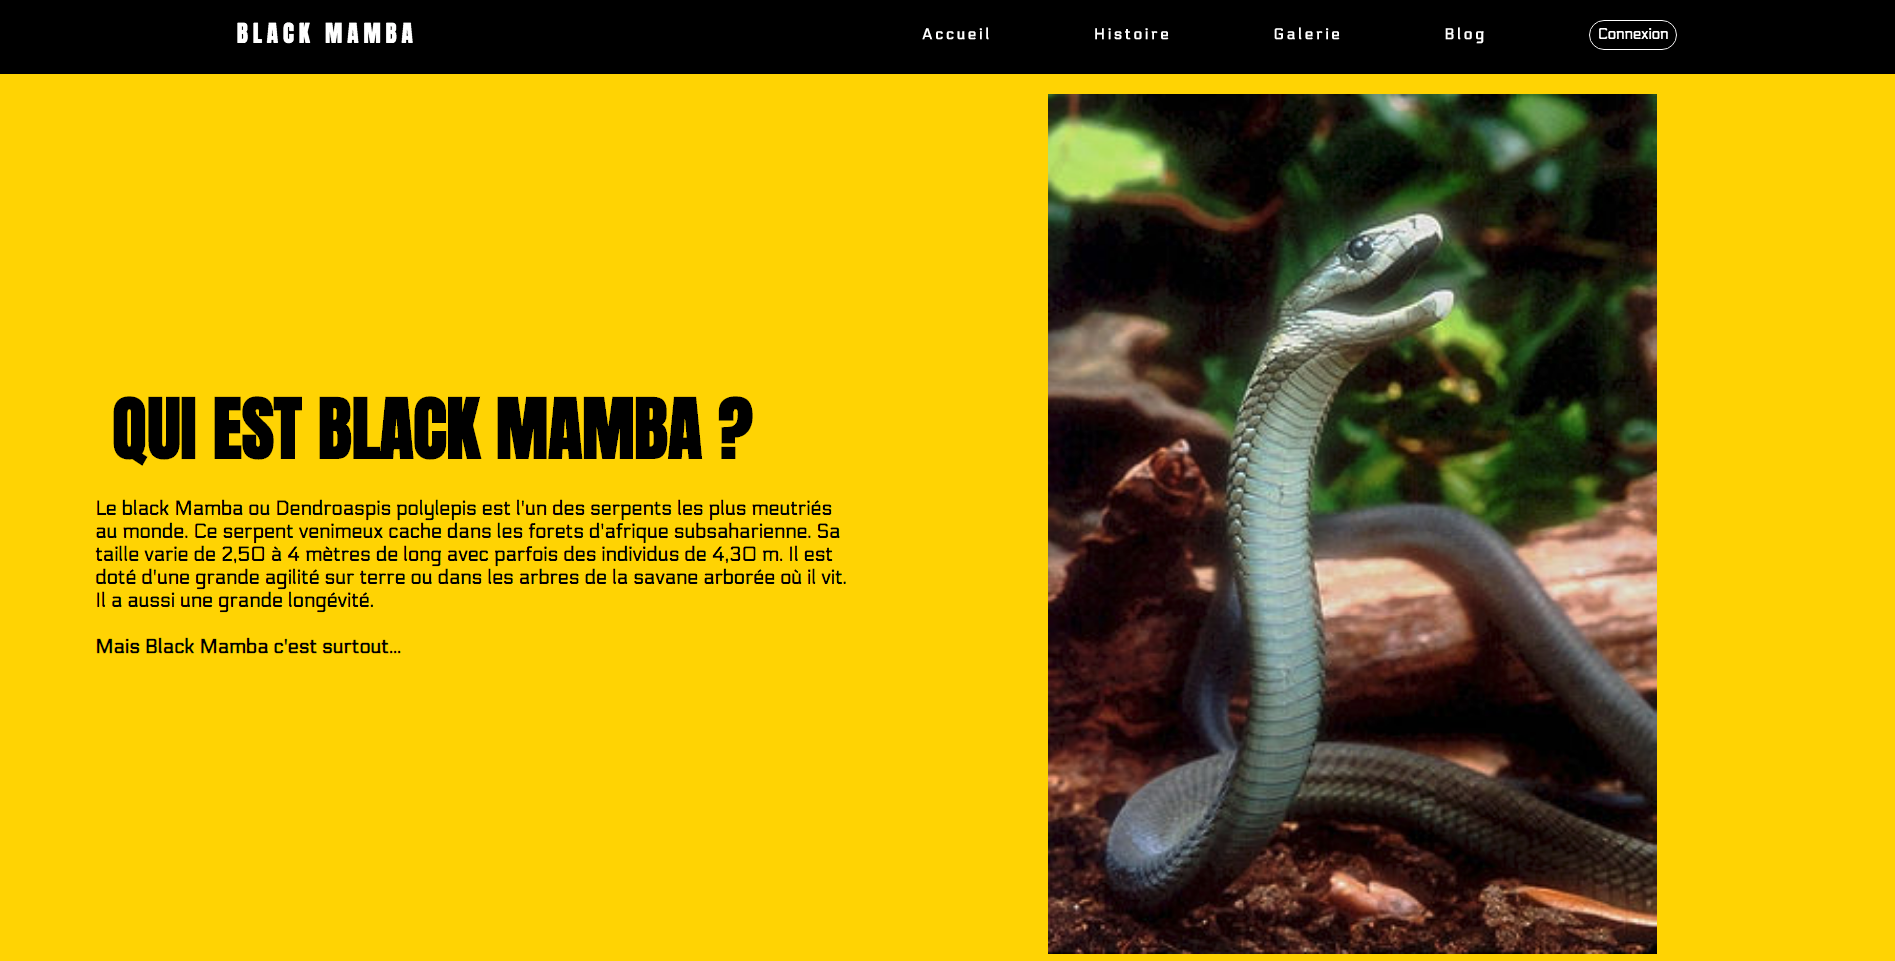 BLACK MAMBA
Accueil
Histoire
Galerie
Blog
Connexion
QUI EST BLACK MAMBA ?
Le black Mamba ou Dendroaspis polylepis est l'un des serpents les plus meutriés
au monde. Ce serpent venimeux cache dans les forets d'afrique subsaharienne. Sa
taille varie de 2,50 à 4 mètres de long avec parfois des individus de 4,30 m. Il est
doté d'une grande agilité sur terre ou dans les arbres de la savane arborée où il vit.
Il a aussi une grande longévité.
Mais Black Mamba c'est surtout...